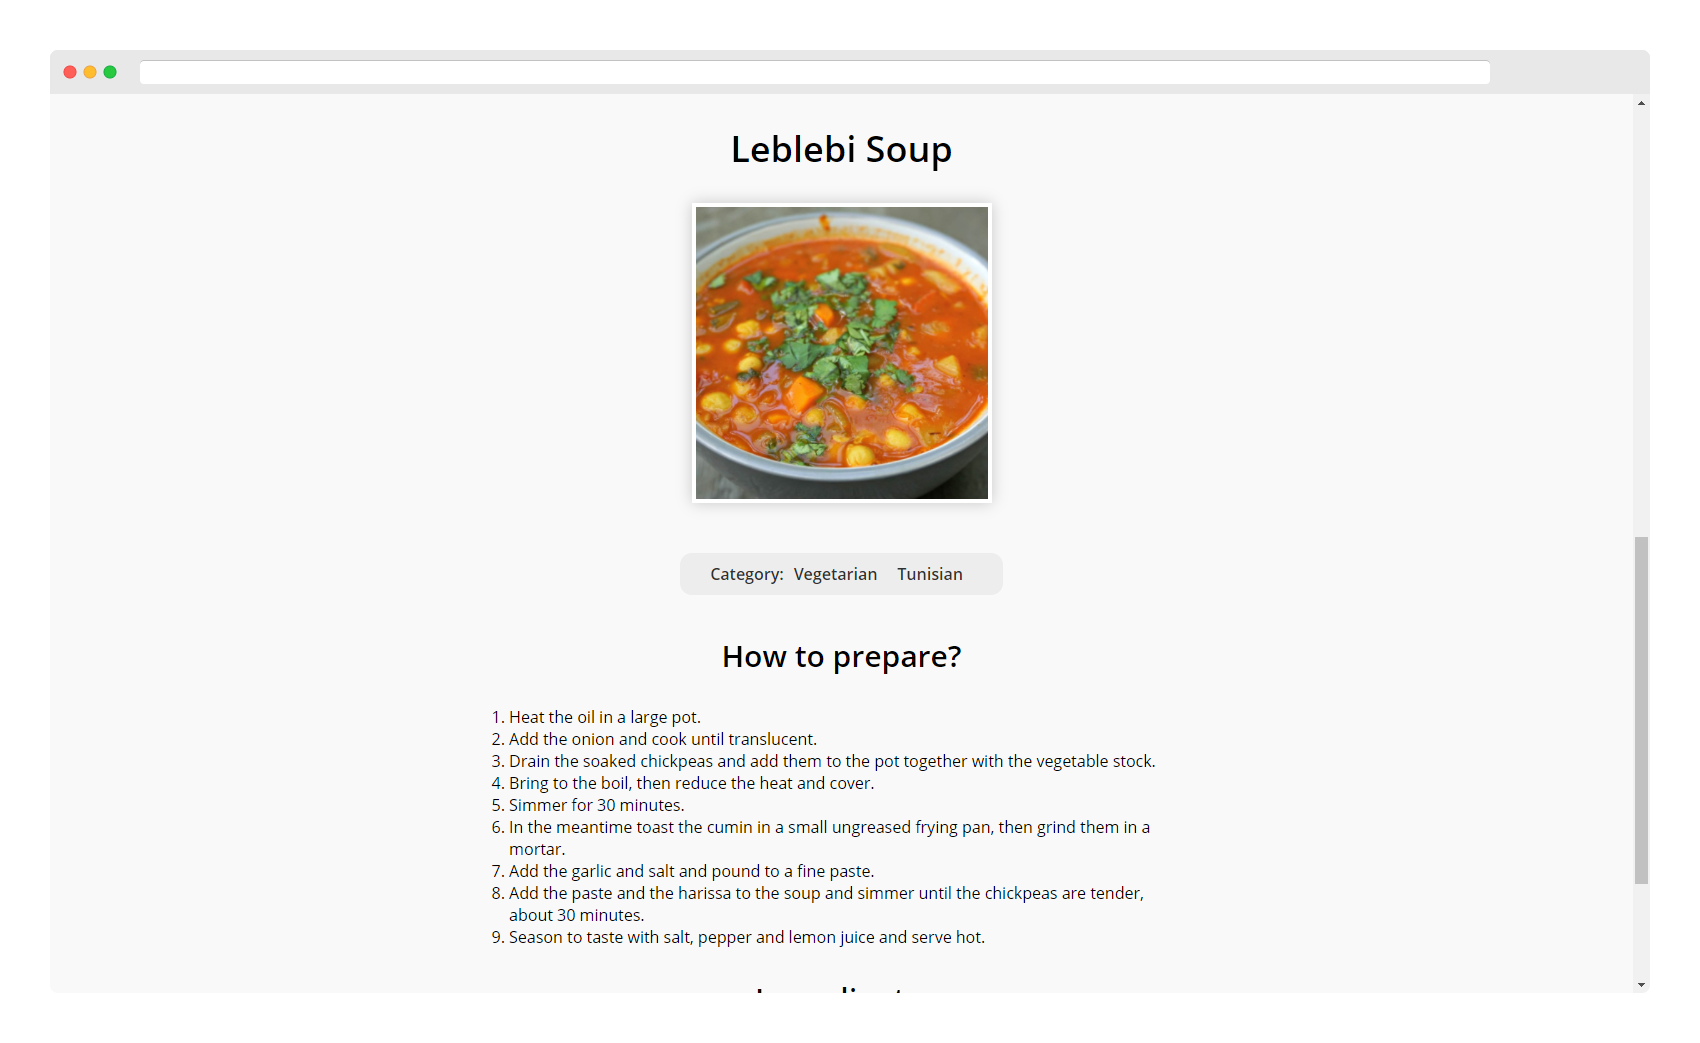 Leblebi Soup
Category: Vegetarian Tunisian
How to prepare?
1. Heat the oil in a large pot.
2. Add the onion and cook until translucent.
3. Drain the soaked chickpeas and add them to the pot together with the vegetable stock.
4. Bring to the boil, then reduce the heat and cover.
5. Simmer for 30 minutes.
6. In the meantime toast the cumin in a small ungreased frying pan, then grind them in a
mortar.
7. Add the garlic and salt and pound to a fine paste.
8. Add the paste and the harissa to the soup and simmer until the chickpeas are tender,
about 30 minutes.
9. Season to taste with salt, pepper and lemon juice and serve hot.